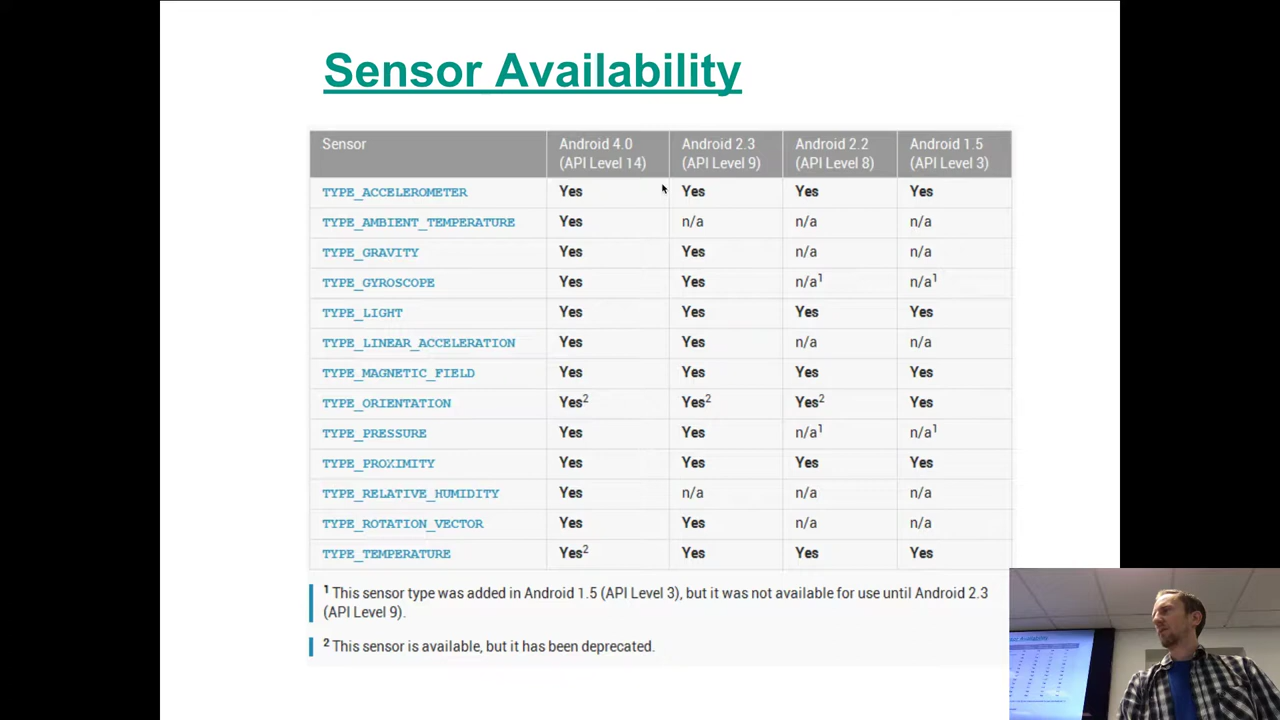 Sensor Availability
Sensor Android 4.0 (API Level 14) Android 2.3 (API Level 9) Android 2.2 (API Level 8) Android 1.5 (API Level 3)
TYPE_ACCELEROMETER Yes Yes Yes Yes
TYPE_AMBIENT_TEMPERATURE Yes n/a n/a n/a
TYPE_GRAVITY Yes Yes n/a n/a
TYPE_GYROSCOPE Yes Yes n/a¹ n/a¹
TYPE_LIGHT Yes Yes Yes Yes
TYPE_LINEAR_ACCELERATION Yes Yes n/a n/a
TYPE_MAGNETIC_FIELD Yes Yes Yes Yes
TYPE_ORIENTATION Yes² Yes² Yes² Yes
TYPE_PRESSURE Yes Yes n/a¹ n/a¹
TYPE_PROXIMITY Yes Yes Yes Yes
TYPE_RELATIVE_HUMIDITY Yes n/a n/a n/a
TYPE_ROTATION_VECTOR Yes Yes n/a n/a
TYPE_TEMPERATURE Yes² Yes Yes Yes
¹ This sensor type was added in Android 1.5 (API Level 3), but it was not available for use until Android 2.3
(API Level 9).
² This sensor is available, but it has been deprecated.